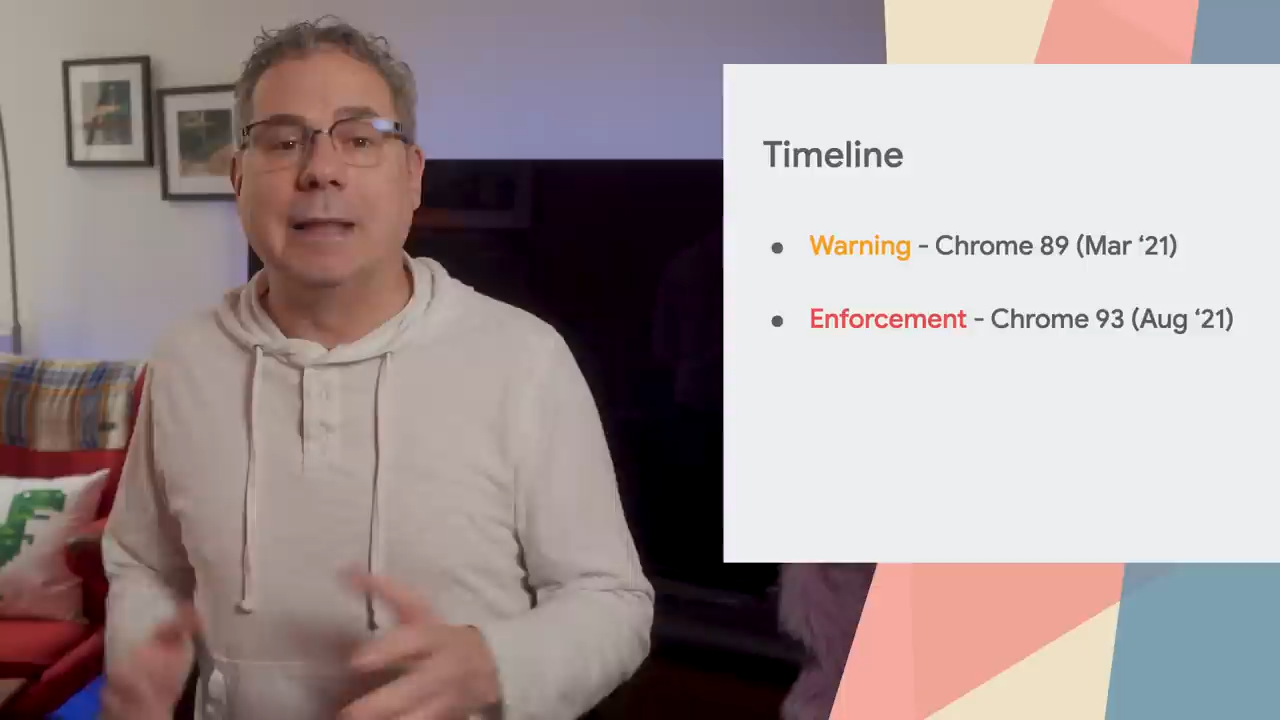 Timeline
● Warning - Chrome 89 (Mar ‘21)
● Enforcement - Chrome 93 (Aug ‘21)